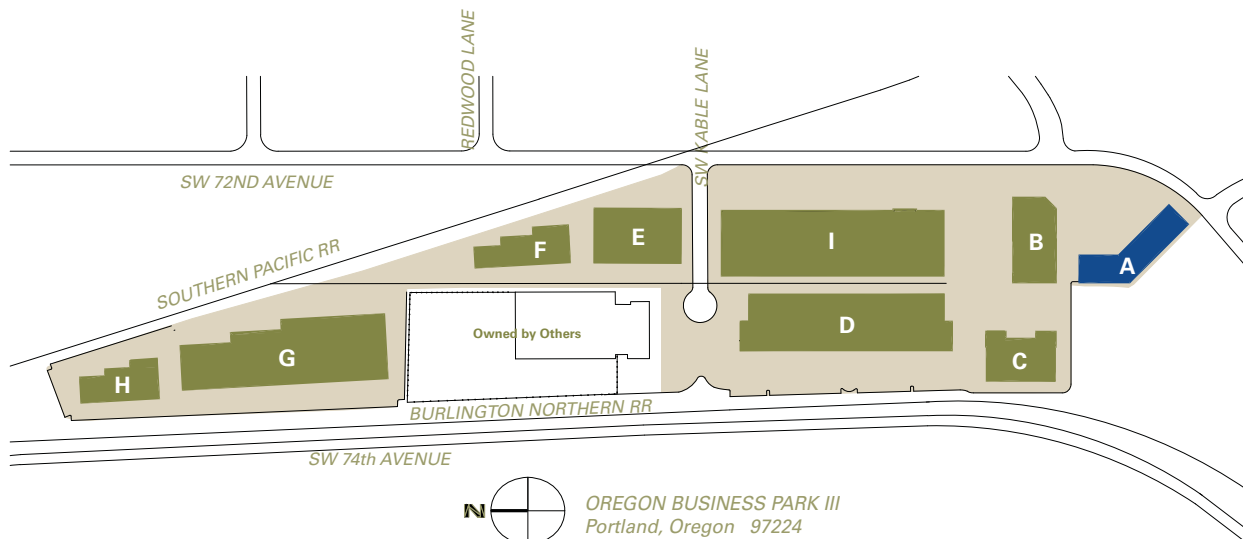 REDWOOD LANE
SW KABLE LANE
SW 72ND AVENUE
SOUTHERN PACIFIC RR
F
E
I
B
A
Owned by Others
D
C
G
H
BURLINGTON NORTHERN RR
SW 74th AVENUE
N
OREGON BUSINESS PARK III
Portland, Oregon 97224